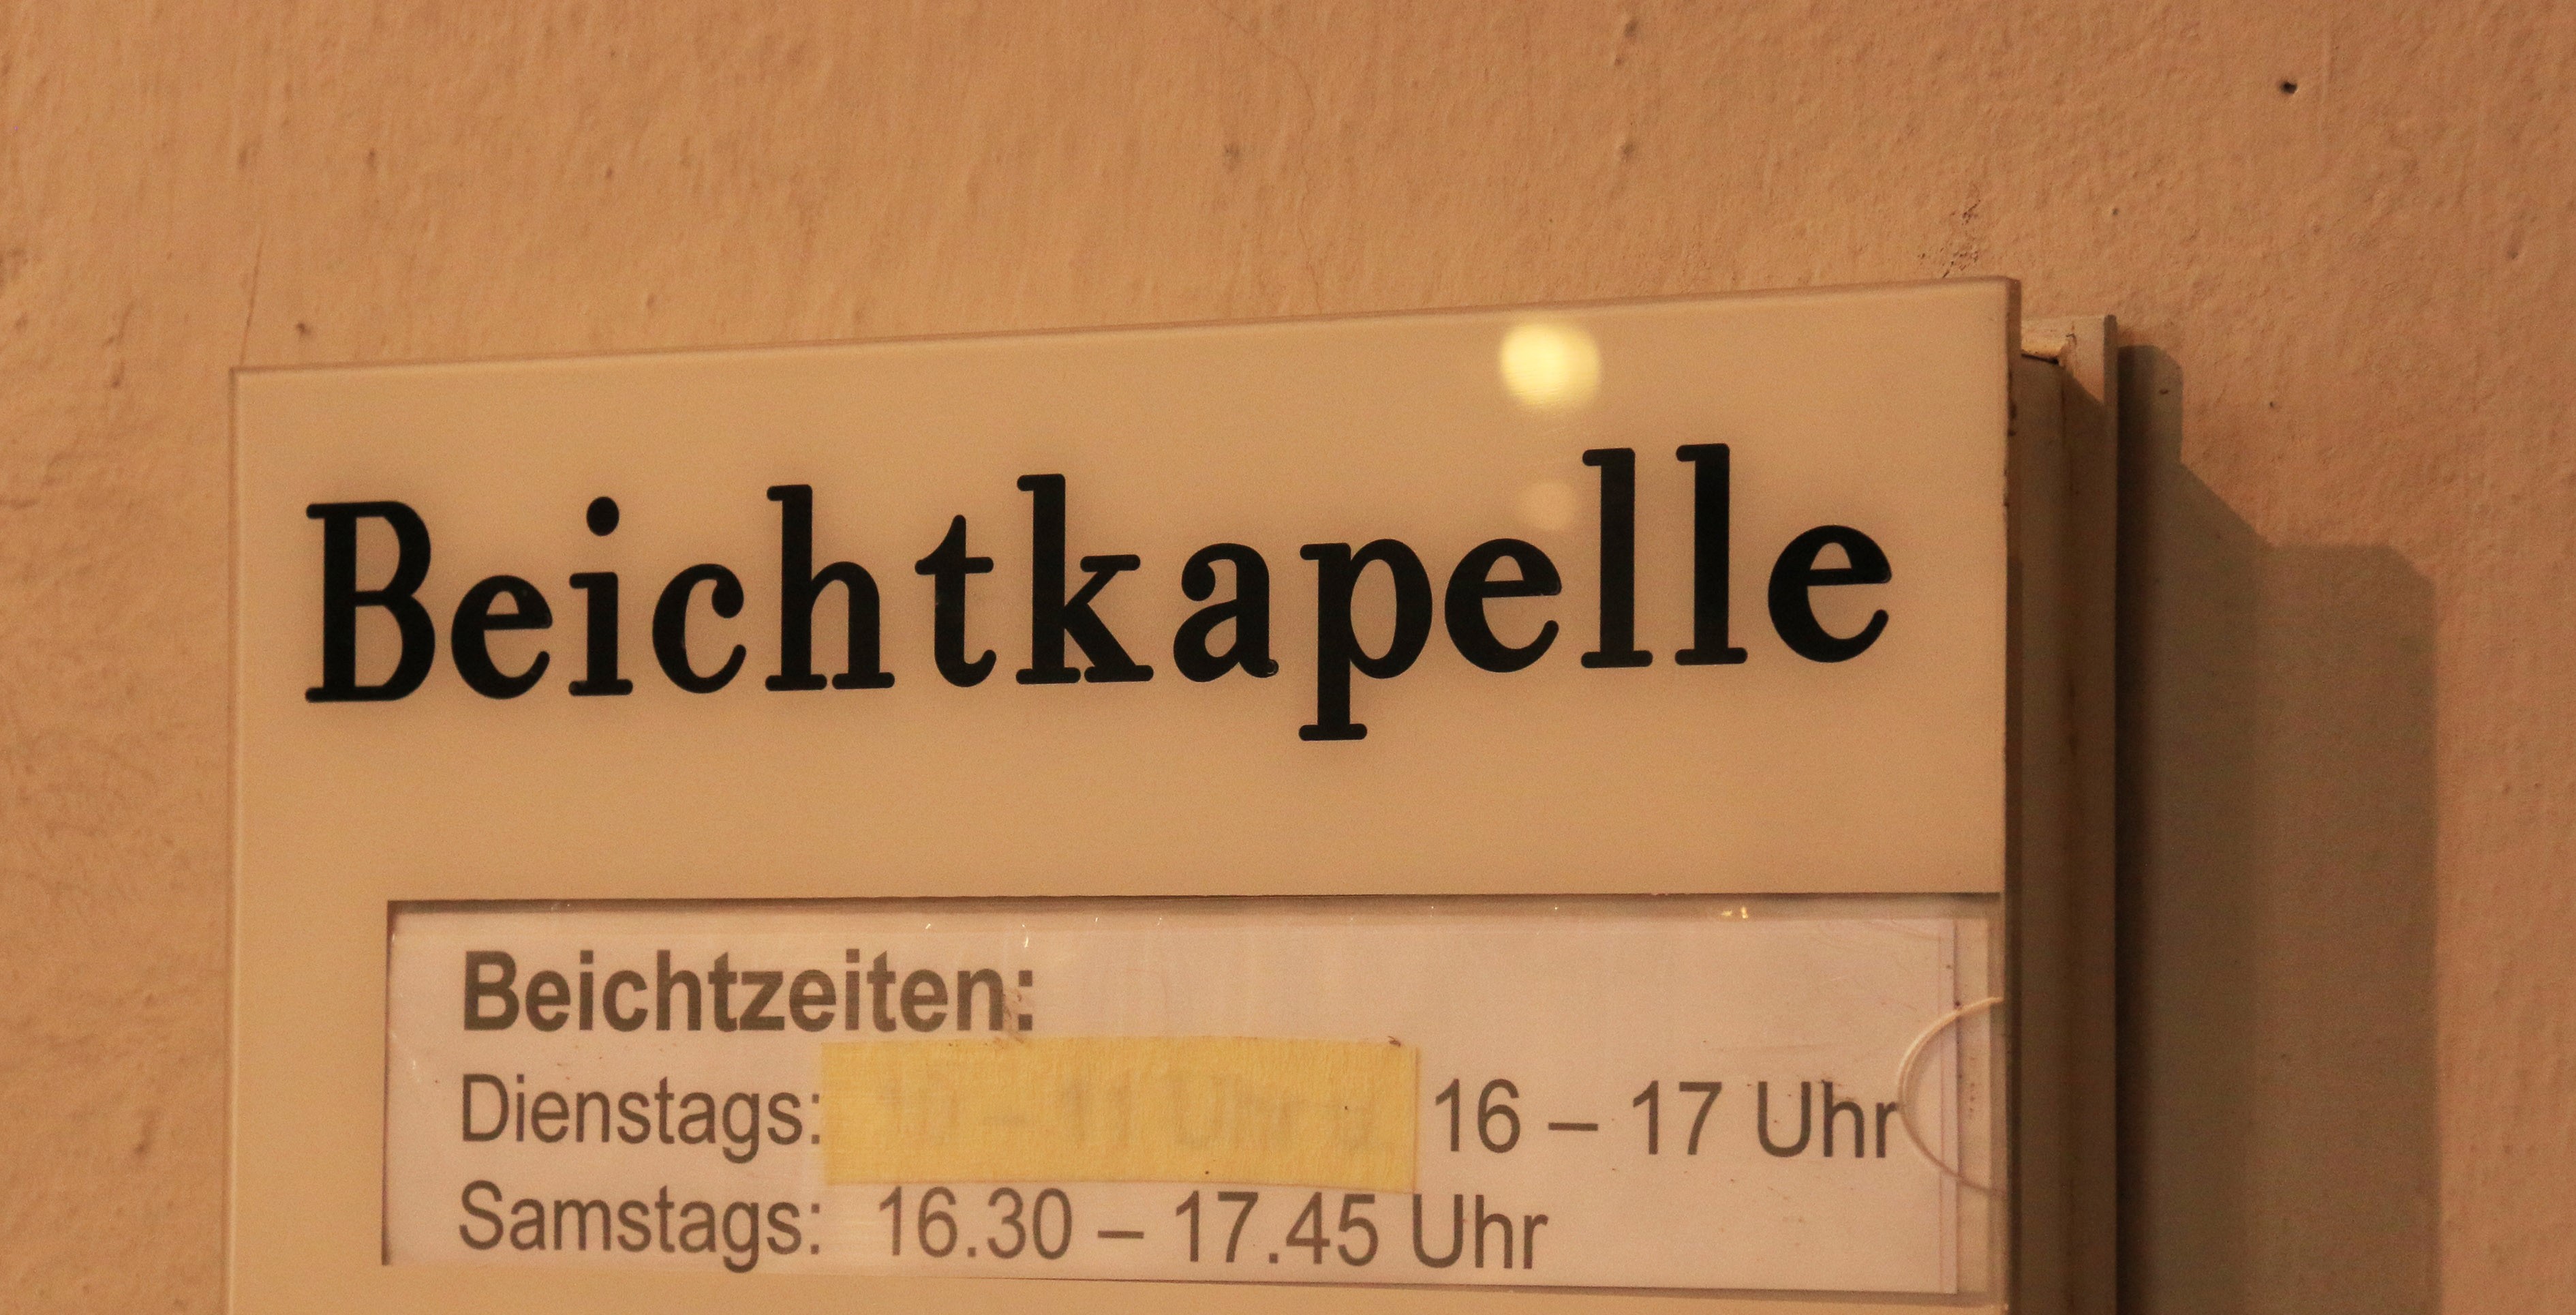 Beichtkapelle
Beichtzeiten:
Dienstags: 16 – 17 Uhr
Samstags: 16.30 – 17.45 Uhr